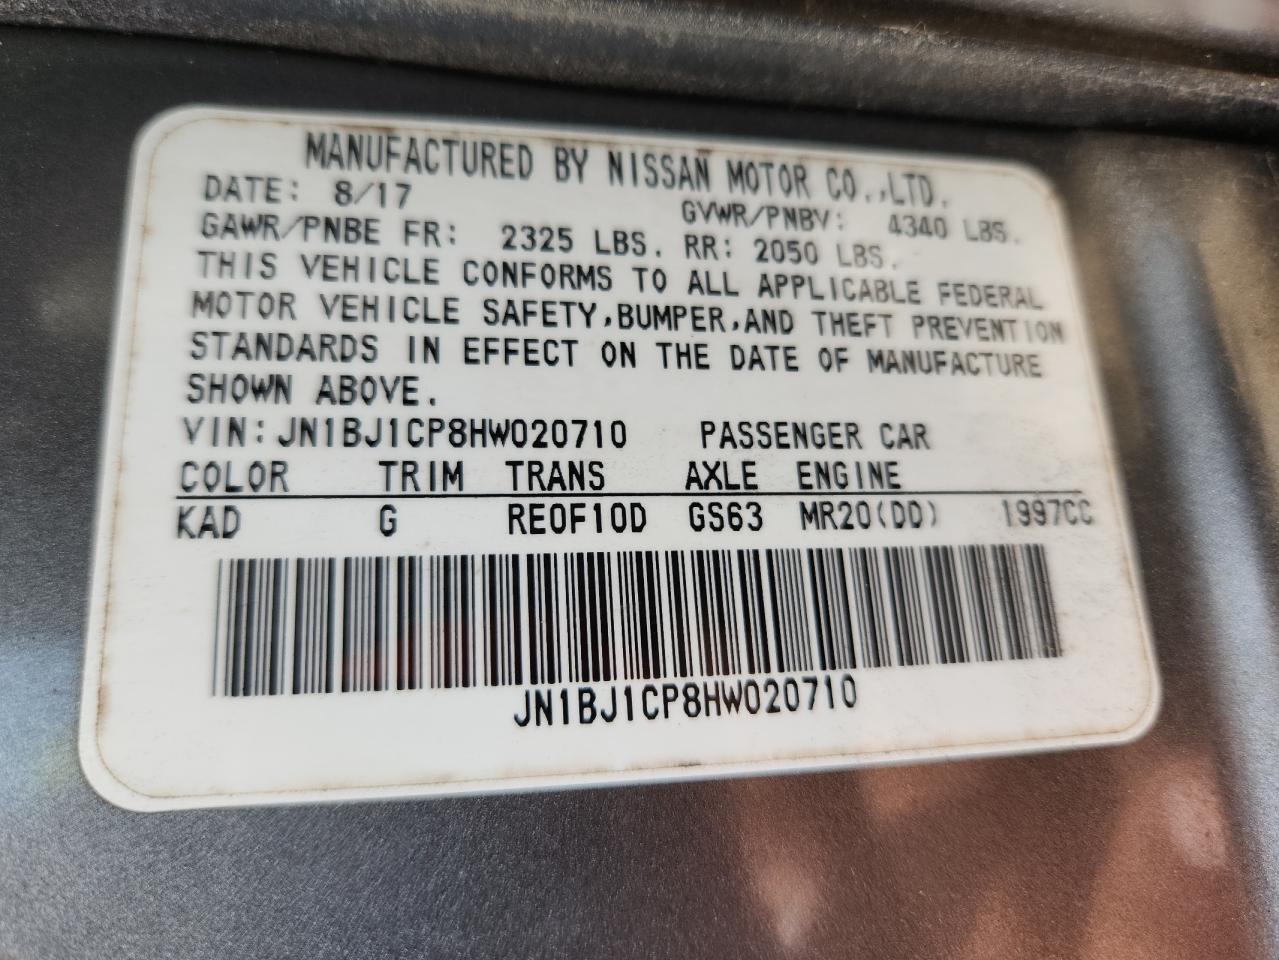 MANUFACTURED BY NISSAN MOTOR CO.,LTD.
DATE: 8/17 GVWR/PNBV: 4340 LBS.
GAWR/PNBE FR: 2325 LBS. RR: 2050 LBS.
THIS VEHICLE CONFORMS TO ALL APPLICABLE FEDERAL
MOTOR VEHICLE SAFETY,BUMPER,AND THEFT PREVENTION
STANDARDS IN EFFECT ON THE DATE OF MANUFACTURE
SHOWN ABOVE.
VIN:JN1BJ1CP8HW020710 PASSENGER CAR
COLOR TRIM TRANS AXLE ENGINE
KAD G RE0F10D GS63 MR20(DD) 1997CC
JN1BJ1CP8HW020710